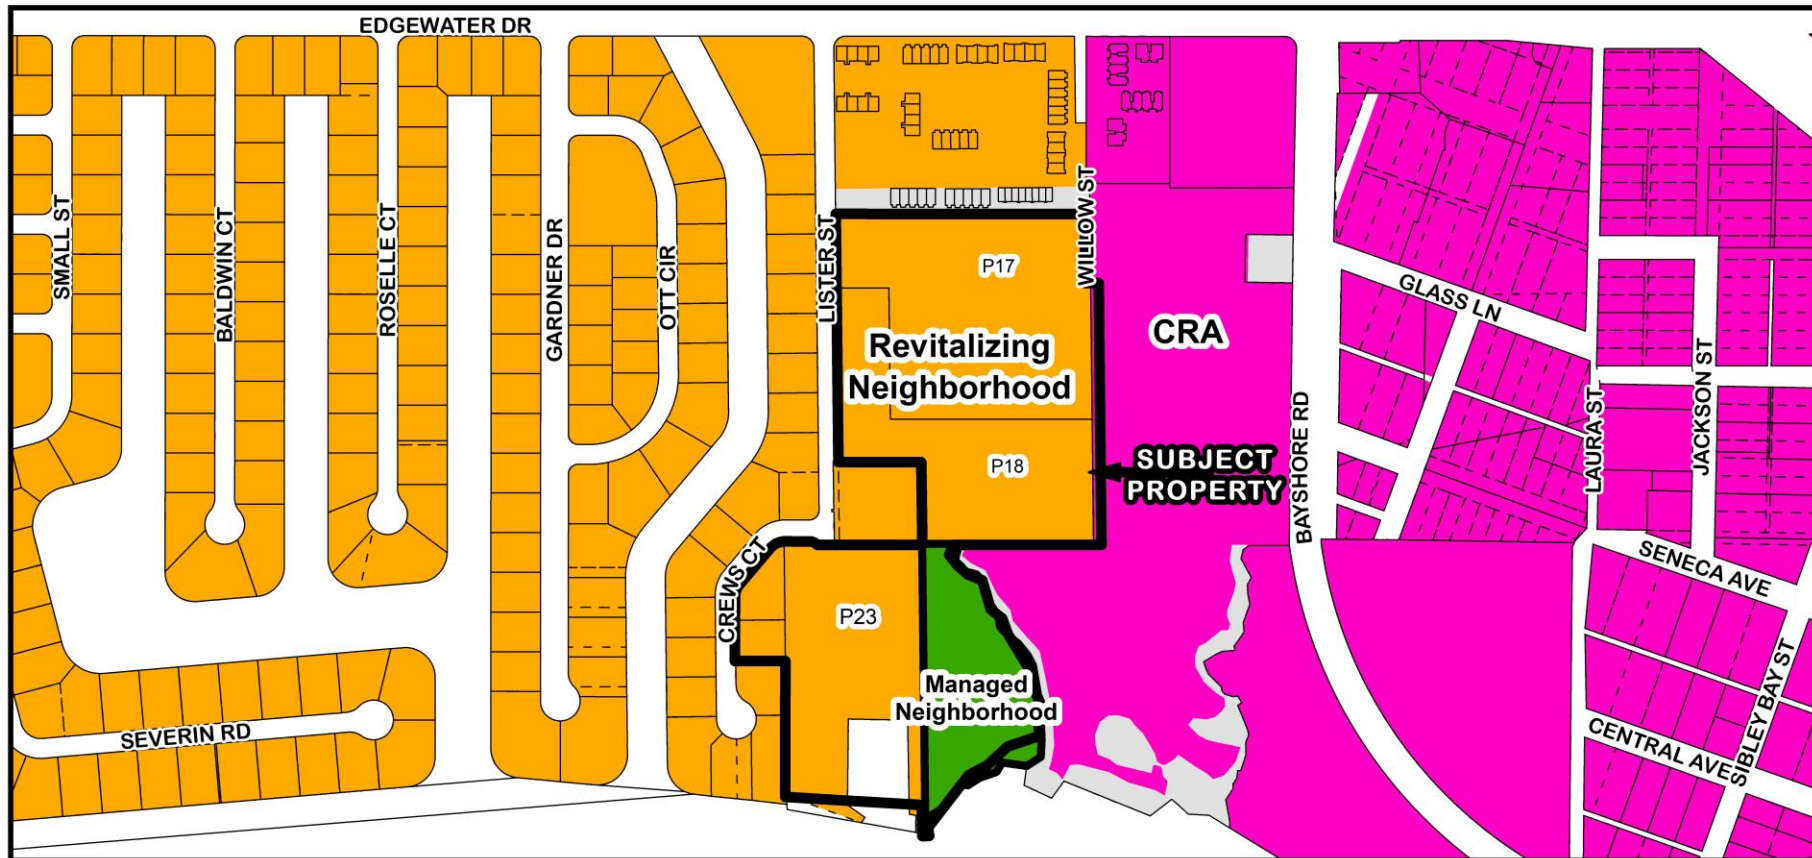 EDGEWATER DR
SMALL ST
BALDWIN CT
ROSELLE CT
GARDNER DR
OTT CIR
LISTER ST
WILLOW ST
P17
Revitalizing
Neighborhood
CRA
P18
SUBJECT
PROPERTY
BAYSHORE RD
GLASS LN
LAURA ST
JACKSON ST
SENECA AVE
CREWS CT
P23
Managed
Neighborhood
SEVERIN RD
CENTRAL AVE
SIBLEY BAY ST